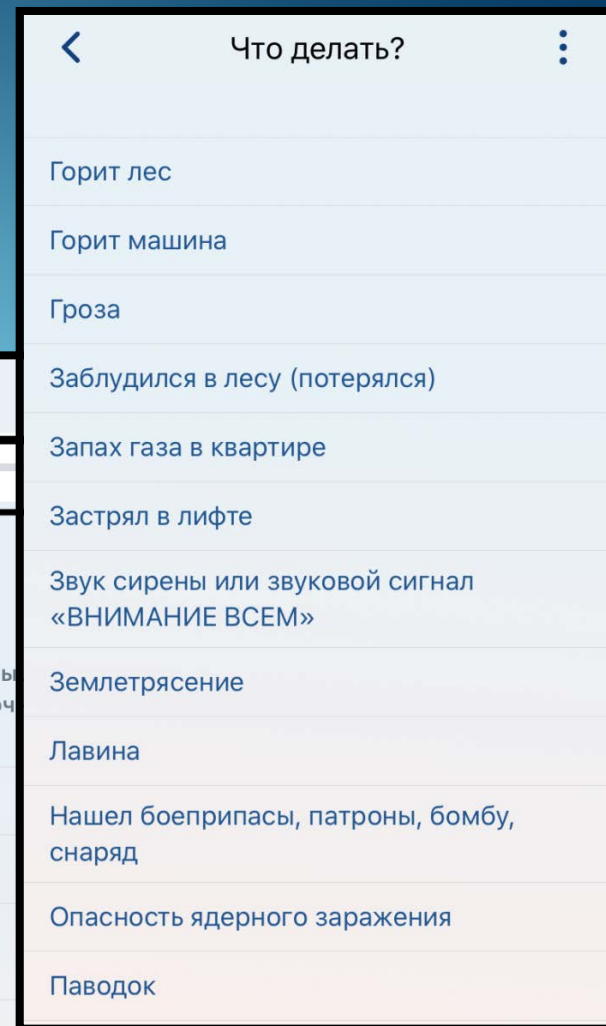 Что делать?
Горит лес
Горит машина
Гроза
Заблудился в лесу (потерялся)
Запах газа в квартире
Застрял в лифте
Звук сирены или звуковой сигнал
«ВНИМАНИЕ ВСЕМ»
Землетрясение
Лавина
Нашел боеприпасы, патроны, бомбу,
снаряд
Опасность ядерного заражения
Паводок